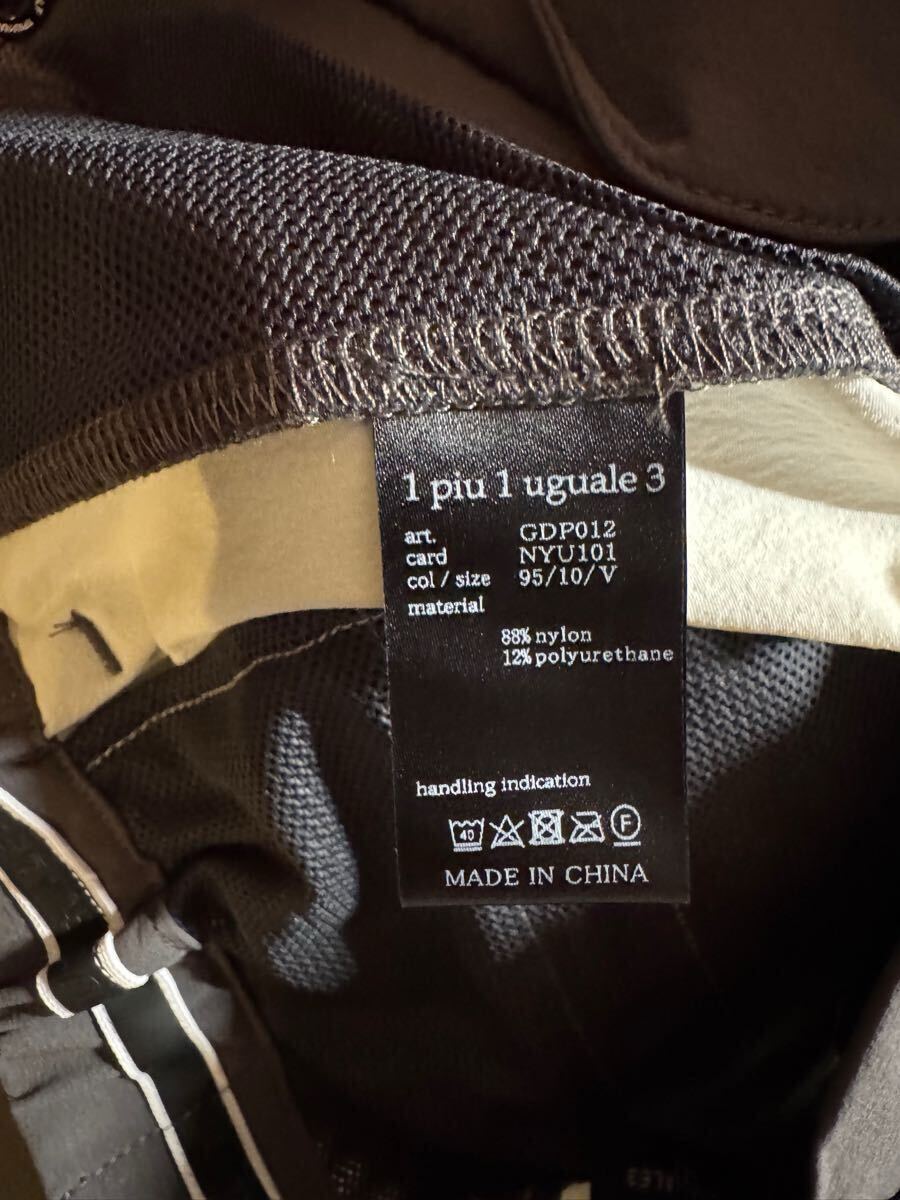 1 piu 1 uguale 3
art. GDP012
card NYU101
col / size 95/10/V
material
88% nylon
12% polyurethane
handling indication
40
F
MADE IN CHINA